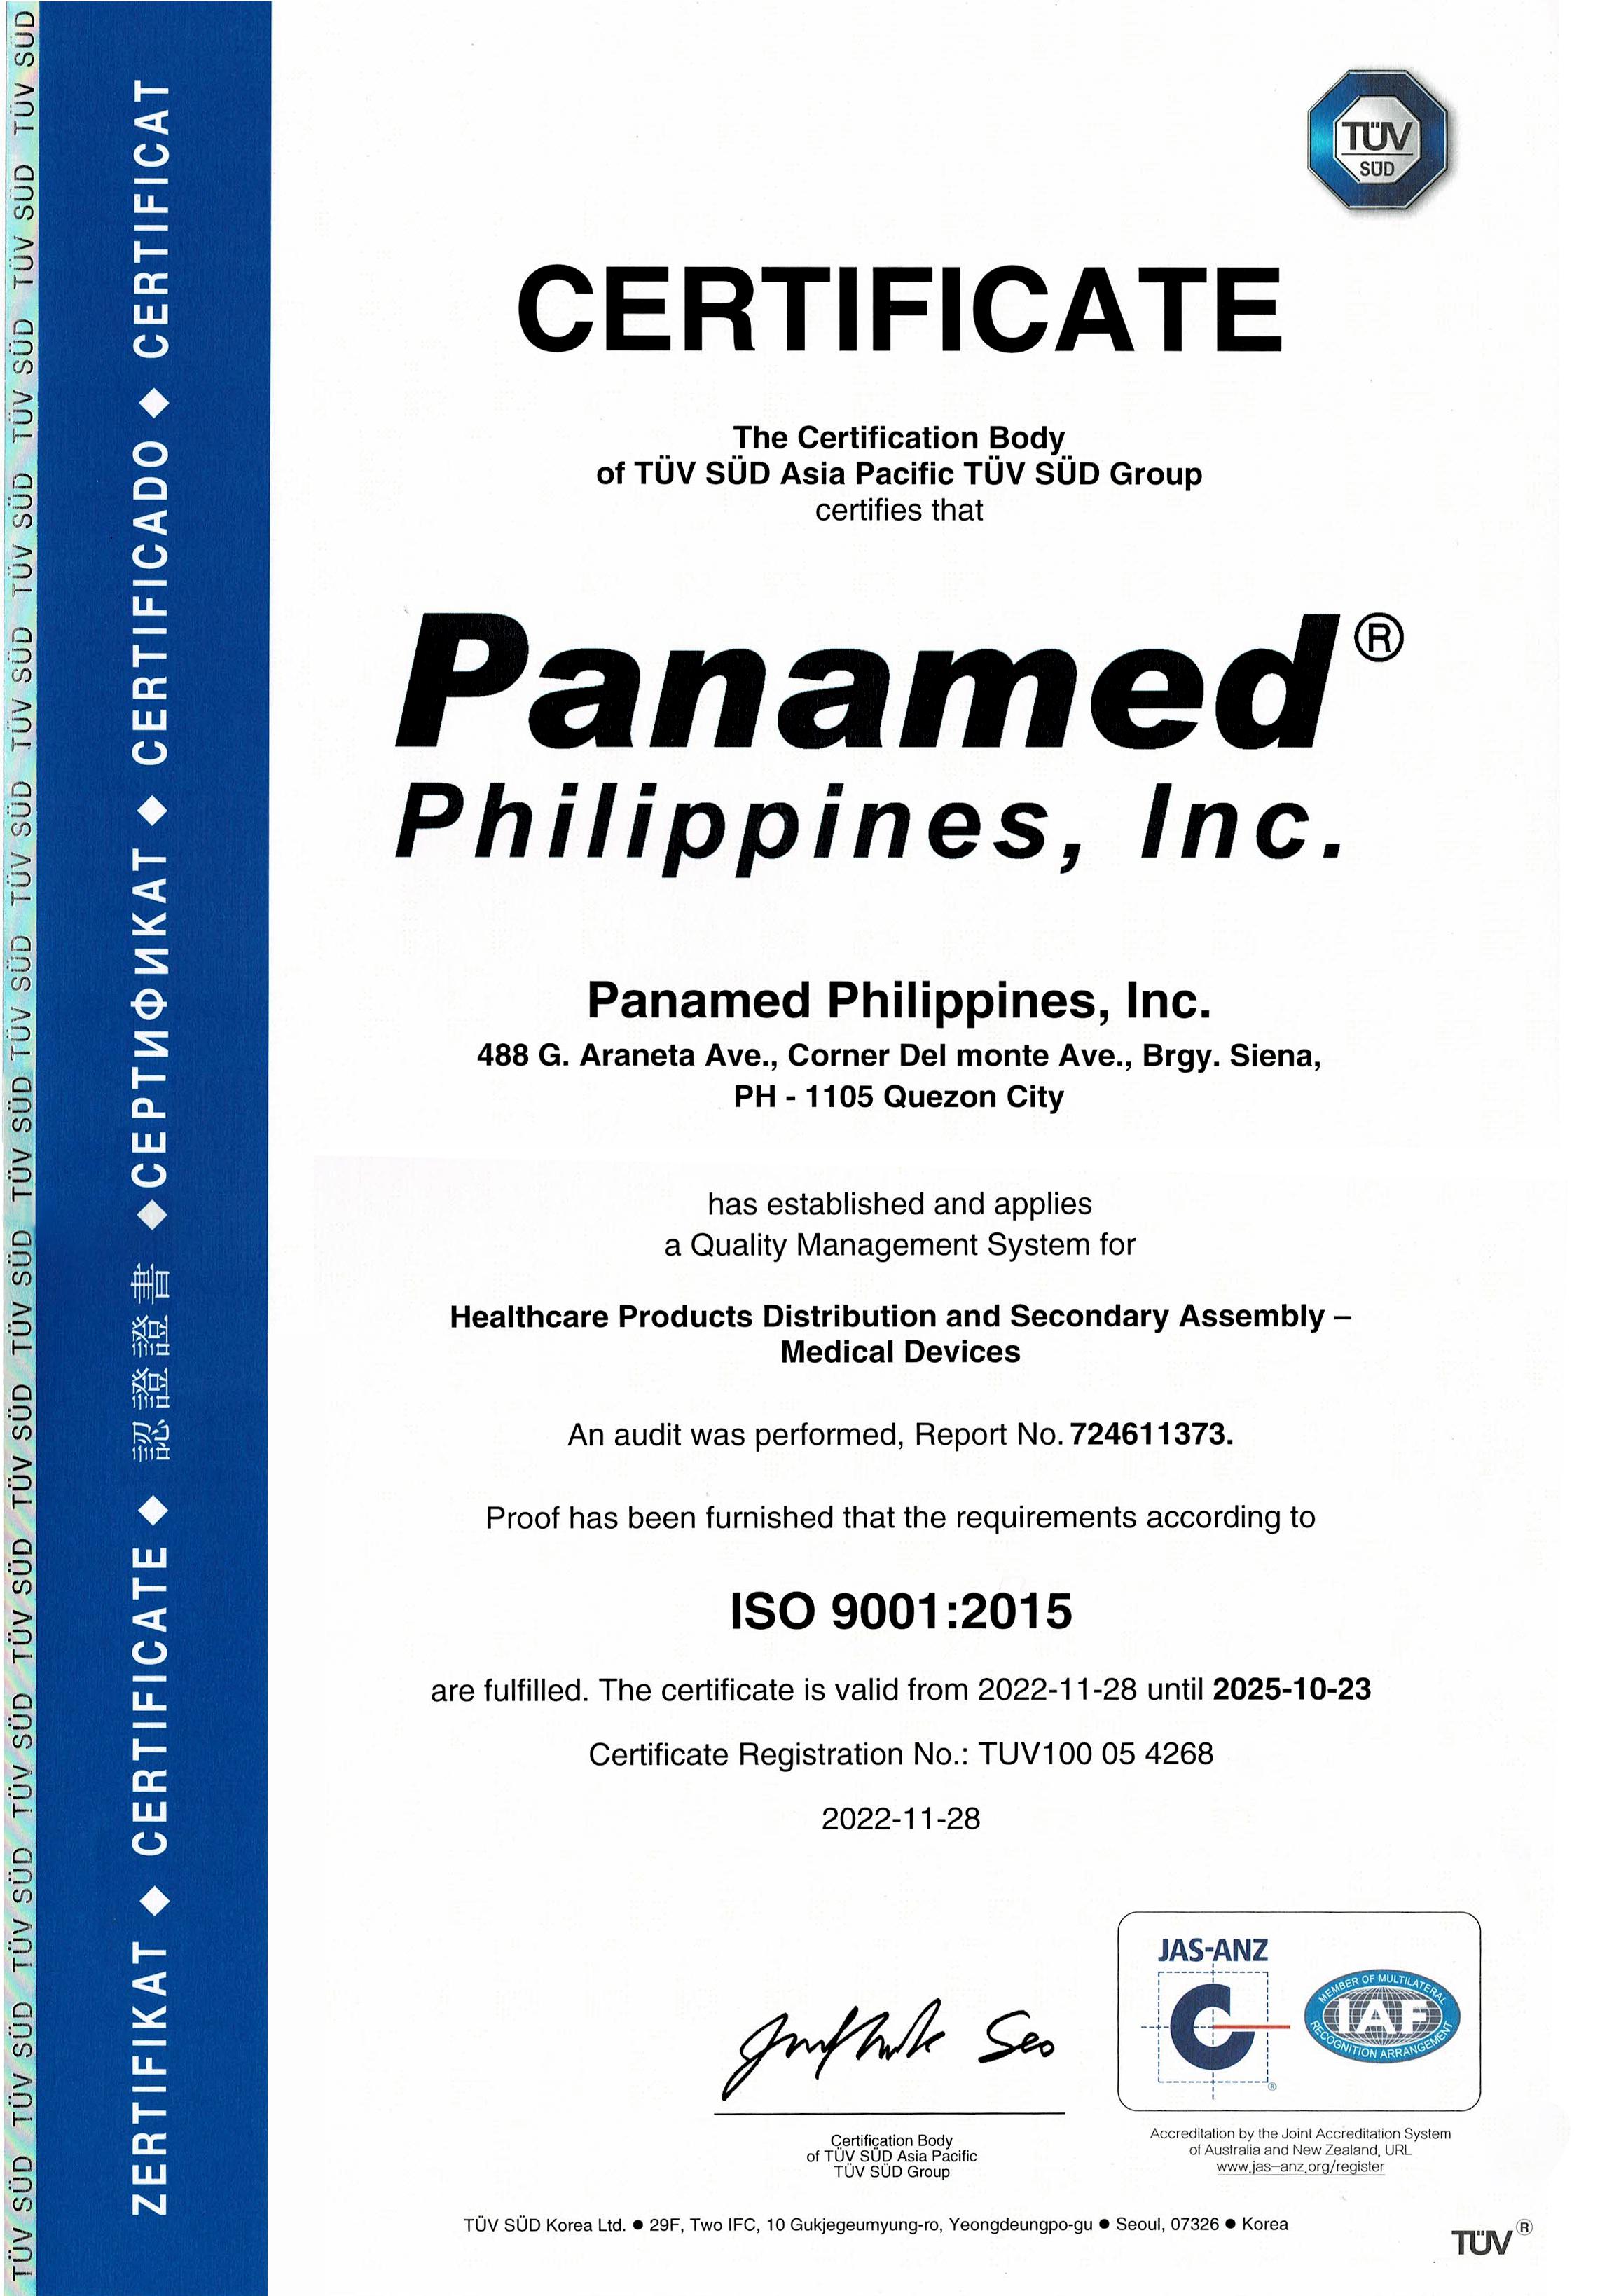 TÜV SÜD TÜV SÜD TÜV SÜD TÜV SÜD TÜV SÜD TÜV SÜD TÜV SÜD TÜV SÜD TÜV SÜD TÜV SÜD TÜV SÜD TÜV SÜD TÜV SÜD TÜV SÜD TÜV SÜD
ZERTIFIKAT ◆ CERTIFICATE ◆ 認證證書 ◆ СЕРТИФИКАТ ◆ CERTIFICADO ◆ CERTIFICAT
TÜV
SÜD
CERTIFICATE
The Certification Body
of TÜV SÜD Asia Pacific TÜV SÜD Group
certifies that
Panamed®
Philippines, Inc.
Panamed Philippines, Inc.
488 G. Araneta Ave., Corner Del monte Ave., Brgy. Siena,
PH - 1105 Quezon City
has established and applies
a Quality Management System for
Healthcare Products Distribution and Secondary Assembly –
Medical Devices
An audit was performed, Report No. 724611373.
Proof has been furnished that the requirements according to
ISO 9001:2015
are fulfilled. The certificate is valid from 2022-11-28 until 2025-10-23
Certificate Registration No.: TUV100 05 4268
2022-11-28
Seo
Certification Body
of TÜV SÜD Asia Pacific
TÜV SÜD Group
JAS-ANZ
®
MEMBER OF MULTILATERAL
IAF
RECOGNITION ARRANGEMENT
Accreditation by the Joint Accreditation System
of Australia and New Zealand, URL
www.jas-anz.org/register
TÜV SÜD Korea Ltd. ● 29F, Two IFC, 10 Gukjegeumyung-ro, Yeongdeungpo-gu ● Seoul, 07326 ● Korea
TÜV®